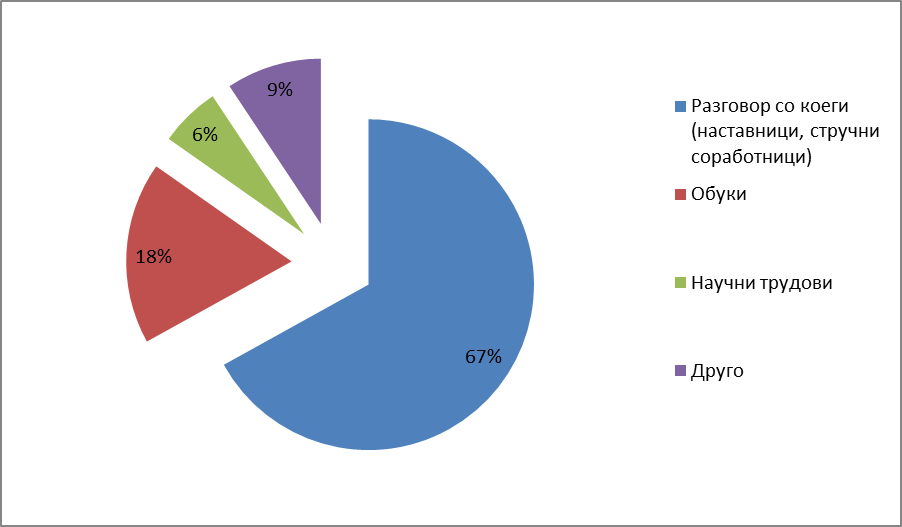 9%
6%
18%
67%
Разговор со коеги
(наставници, стручни
соработници)
Обуки
Научни трудови
Друго